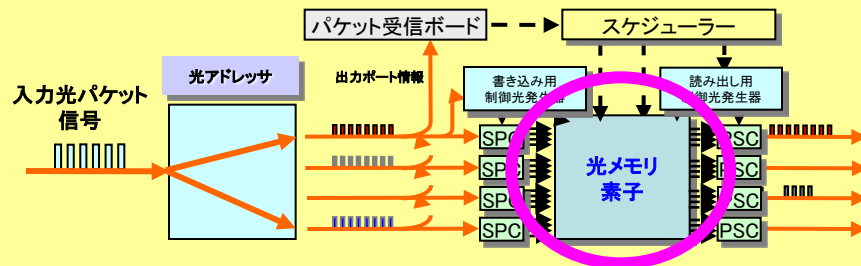 パケット受信ボード
スケジューラー
光アドレッサ
出力ポート情報
書き込み用
制御光発生器
読み出し用
制御光発生器
入力光パケット
信号
SPC
SPC
SPC
SPC
光メモリ
素子
PSC
PSC
PSC
PSC